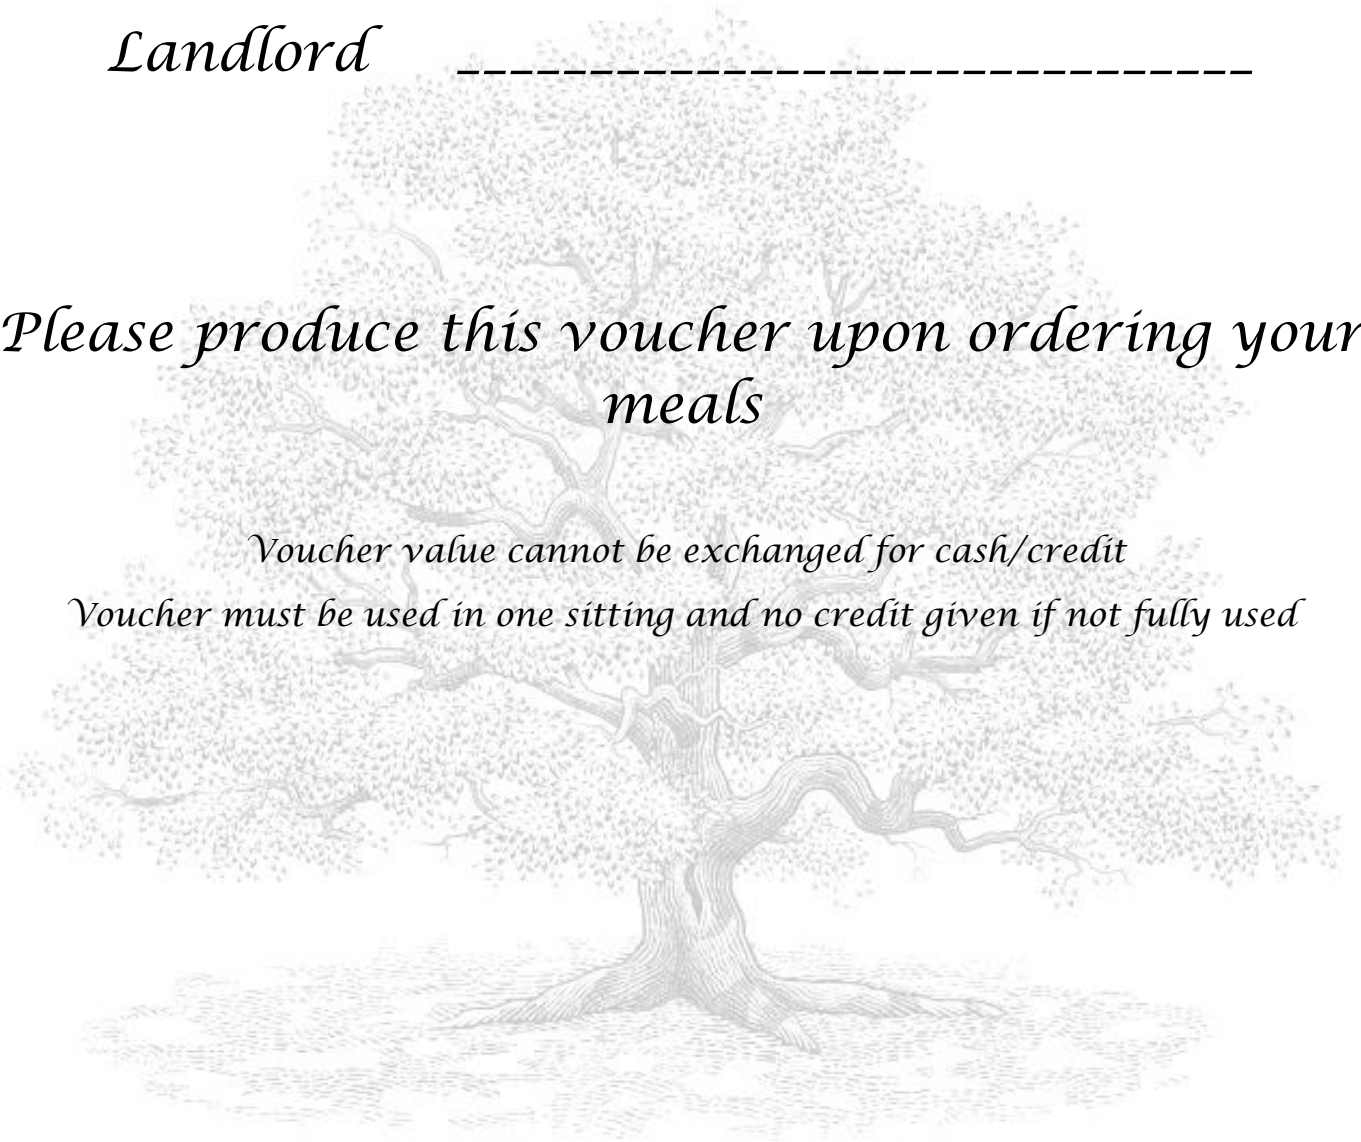 Landlord ______________________________
Please produce this voucher upon ordering your
meals
Voucher value cannot be exchanged for cash/credit
Voucher must be used in one sitting and no credit given if not fully used